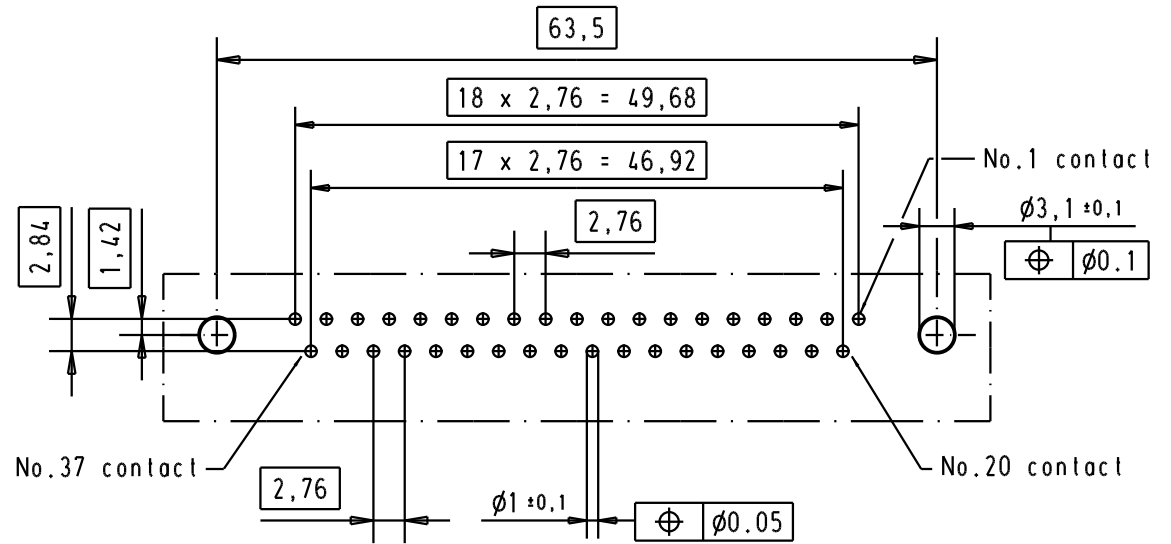 63,5
18 x 2,76 = 49,68
17 x 2,76 = 46,92
No.1 contact
2,84
1,42
2,76
ø3,1 ±0,1
⌖ ø0.1
No.37 contact
No.20 contact
2,76
ø1 ±0,1
⌖ ø0.05